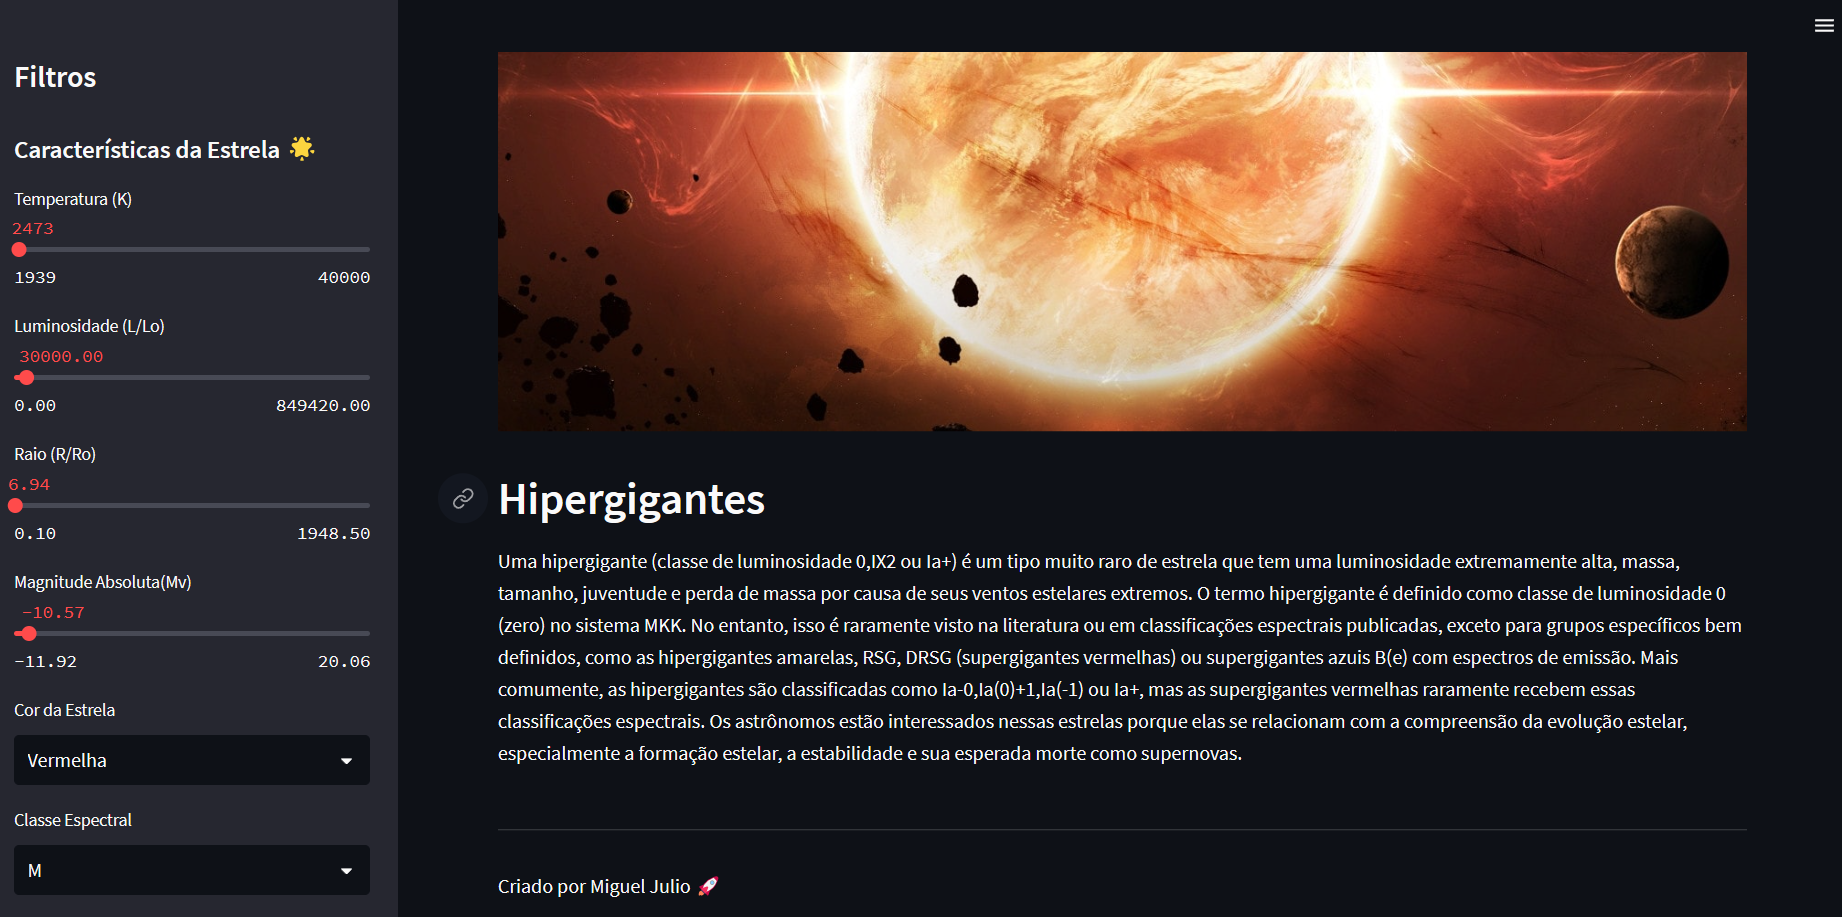 Filtros
Características da Estrela
Temperatura (K)
2473
1939 40000
Luminosidade (L/Lo)
30000.00
0.00 849420.00
Raio (R/Ro)
6.94
0.10 1948.50
Magnitude Absoluta(Mv)
-10.57
-11.92 20.06
Cor da Estrela
Vermelha
Classe Espectral
M
Hipergigantes
Uma hipergigante (classe de luminosidade 0,IX2 ou Ia+) é um tipo muito raro de estrela que tem uma luminosidade extremamente alta, massa,
tamanho, juventude e perda de massa por causa de seus ventos estelares extremos. O termo hipergigante é definido como classe de luminosidade 0
(zero) no sistema MKK. No entanto, isso é raramente visto na literatura ou em classificações espectrais publicadas, exceto para grupos específicos bem
definidos, como as hipergigantes amarelas, RSG, DRSG (supergigantes vermelhas) ou supergigantes azuis B(e) com espectros de emissão. Mais
comumente, as hipergigantes são classificadas como Ia-0,Ia(0)+1,Ia(-1) ou Ia+, mas as supergigantes vermelhas raramente recebem essas
classificações espectrais. Os astrônomos estão interessados nessas estrelas porque elas se relacionam com a compreensão da evolução estelar,
especialmente a formação estelar, a estabilidade e sua esperada morte como supernovas.
Criado por Miguel Julio